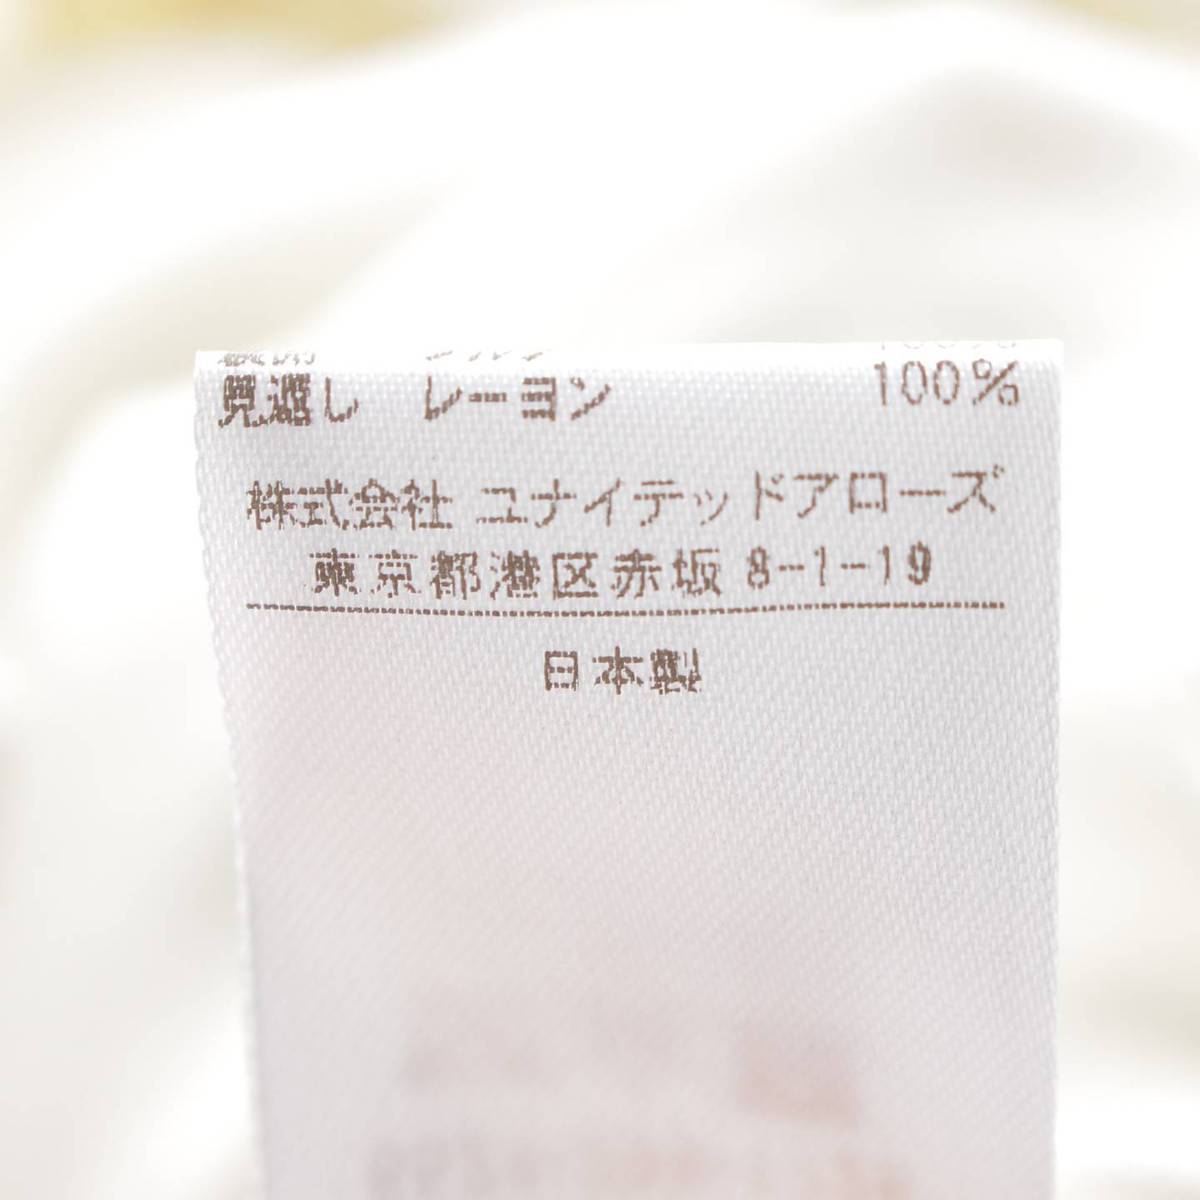 見返し レーヨン 100%
株式会社 ユナイテッドアローズ
東京都港区赤坂 8-1-19
日本製